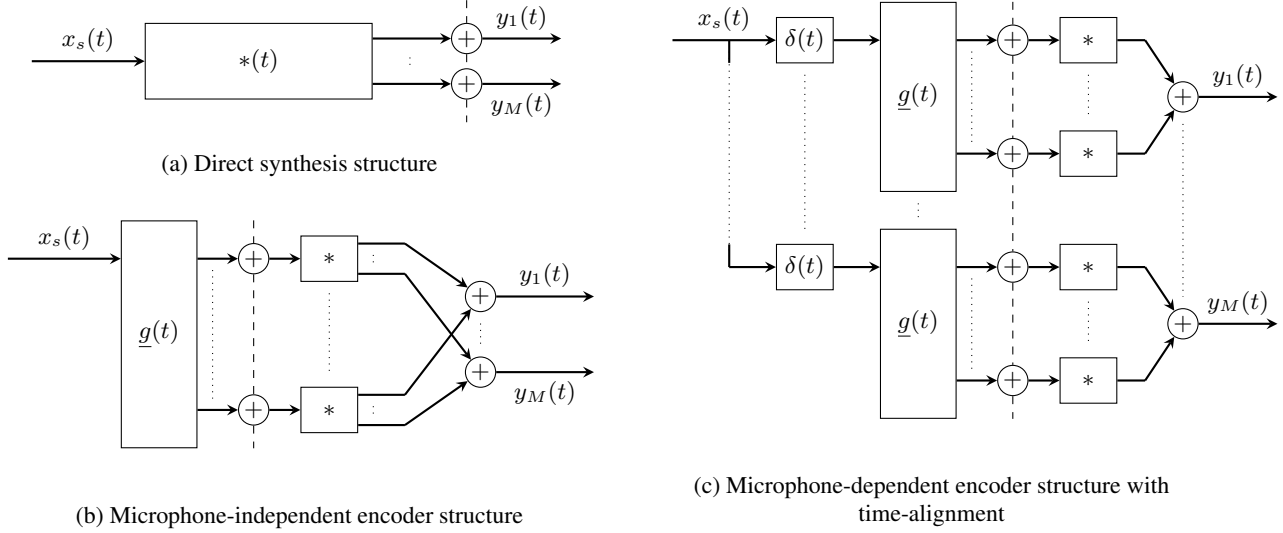 x_s(t)
*(t)
y_1(t)
+
:
+
y_M(t)
(a) Direct synthesis structure
x_s(t)
g(t)
+
*
:
+
y_1(t)
+
y_M(t)
+
*
:
(b) Microphone-independent encoder structure
x_s(t)
δ(t)
g(t)
+
*
+
y_1(t)
+
*
δ(t)
g(t)
+
*
+
y_M(t)
+
*
(c) Microphone-dependent encoder structure with
time-alignment